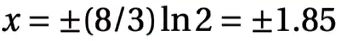 x = ±(8/3) ln 2 = ±1.85